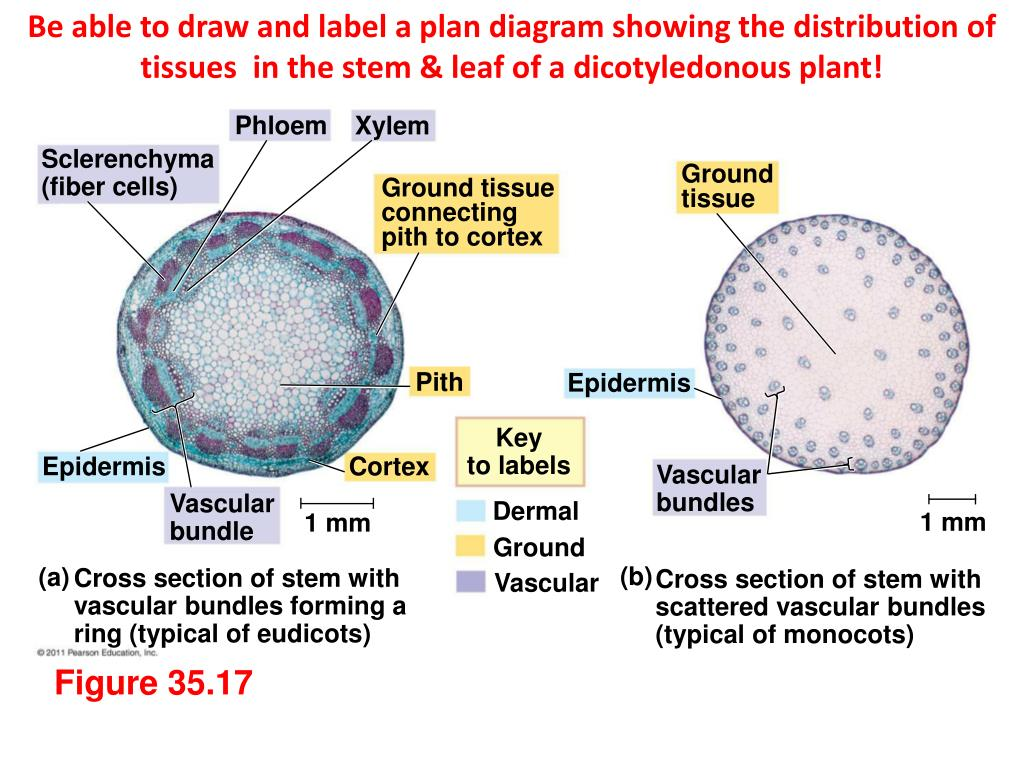 Be able to draw and label a plan diagram showing the distribution of
tissues in the stem & leaf of a dicotyledonous plant!
Phloem
Xylem
Sclerenchyma
(fiber cells)
Ground tissue
connecting
pith to cortex
Ground
tissue
Pith
Epidermis
Key
to labels
Epidermis
Cortex
Vascular
bundle
1 mm
Dermal
Ground
Vascular
Vascular
bundles
1 mm
(a) Cross section of stem with
vascular bundles forming a
ring (typical of eudicots)
(b) Cross section of stem with
scattered vascular bundles
(typical of monocots)
© 2011 Pearson Education, Inc.
Figure 35.17